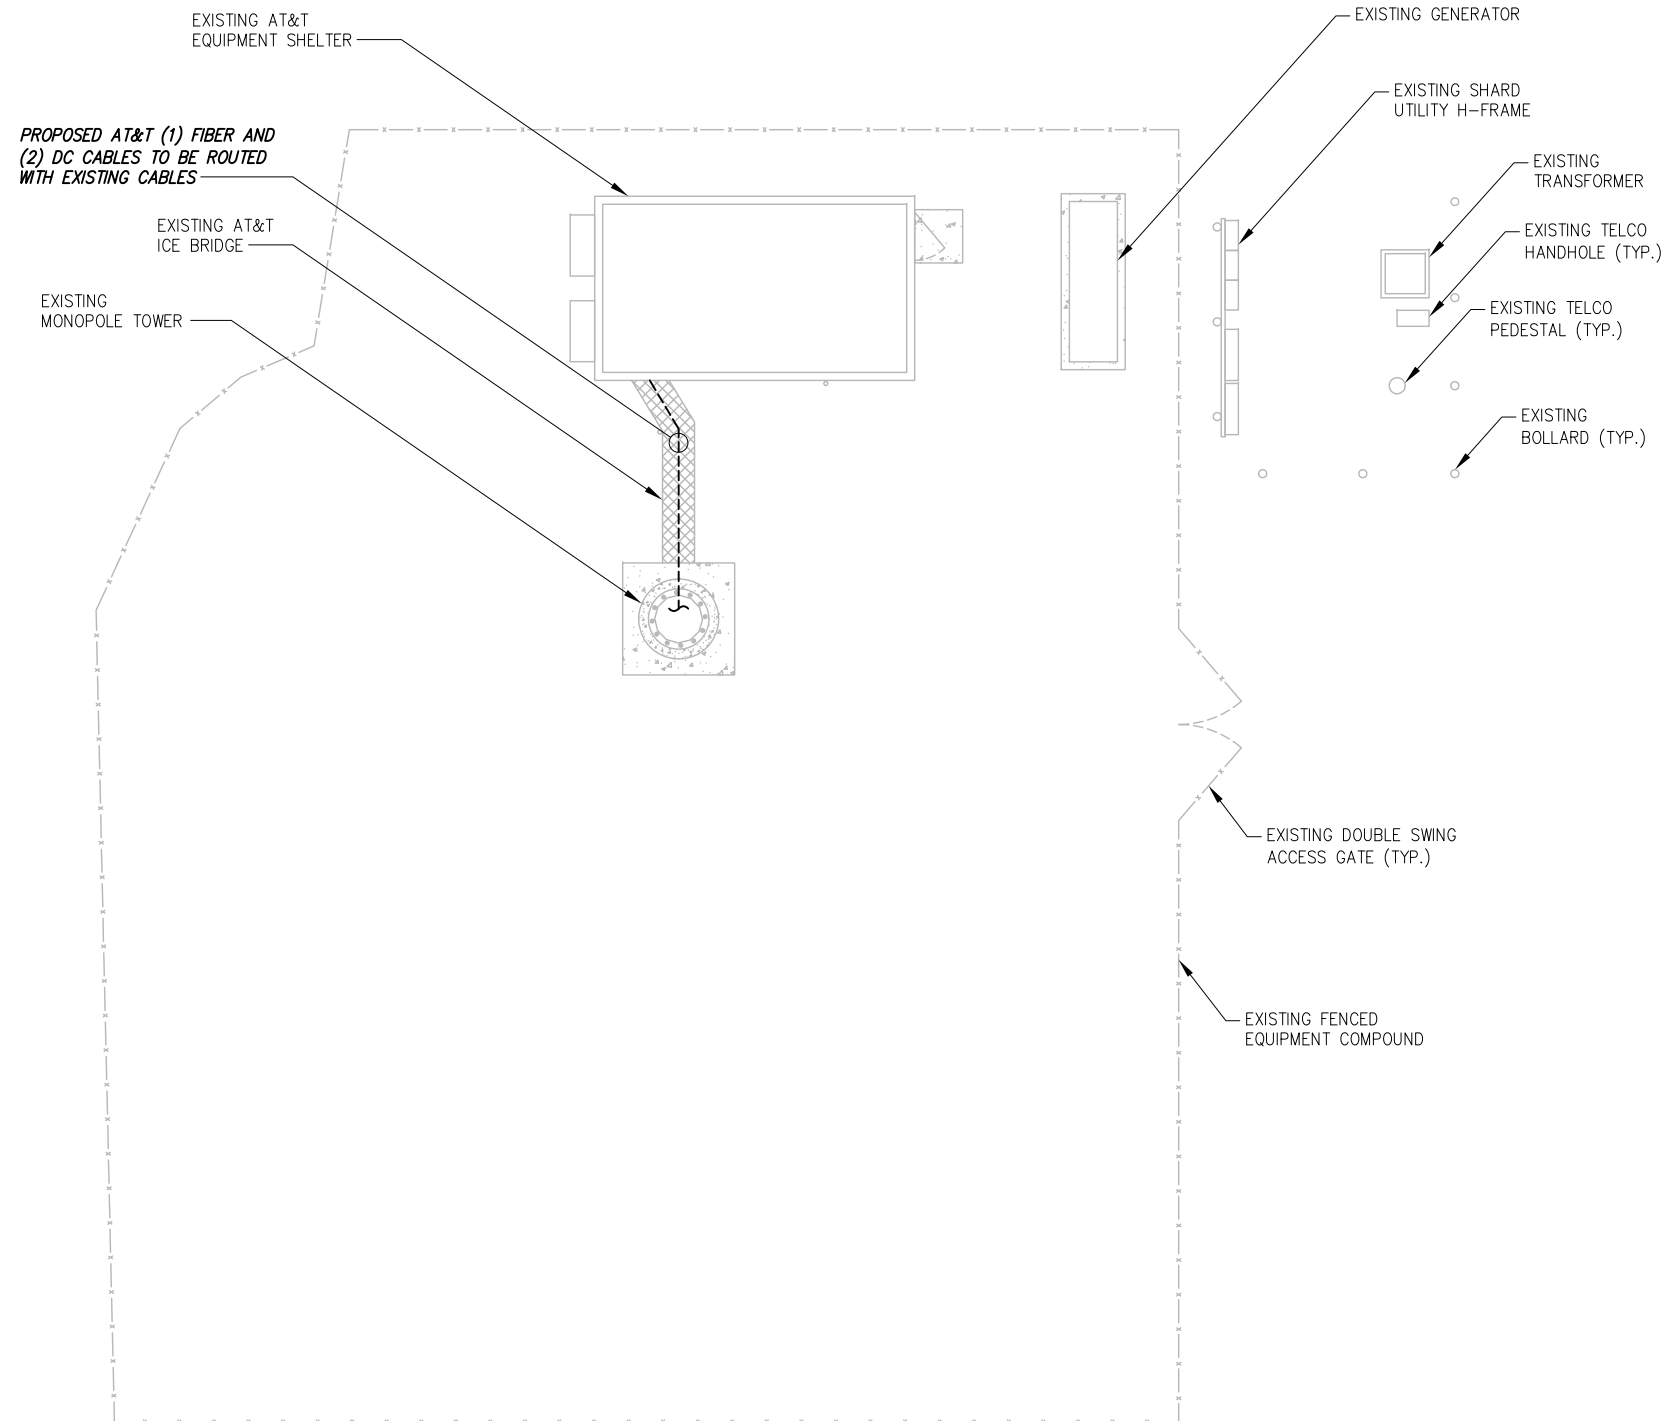 EXISTING AT&T
EQUIPMENT SHELTER
PROPOSED AT&T (1) FIBER AND
(2) DC CABLES TO BE ROUTED
WITH EXISTING CABLES
EXISTING AT&T
ICE BRIDGE
EXISTING
MONOPOLE TOWER
EXISTING GENERATOR
EXISTING SHARD
UTILITY H-FRAME
EXISTING
TRANSFORMER
EXISTING TELCO
HANDHOLE (TYP.)
EXISTING TELCO
PEDESTAL (TYP.)
EXISTING
BOLLARD (TYP.)
EXISTING DOUBLE SWING
ACCESS GATE (TYP.)
EXISTING FENCED
EQUIPMENT COMPOUND